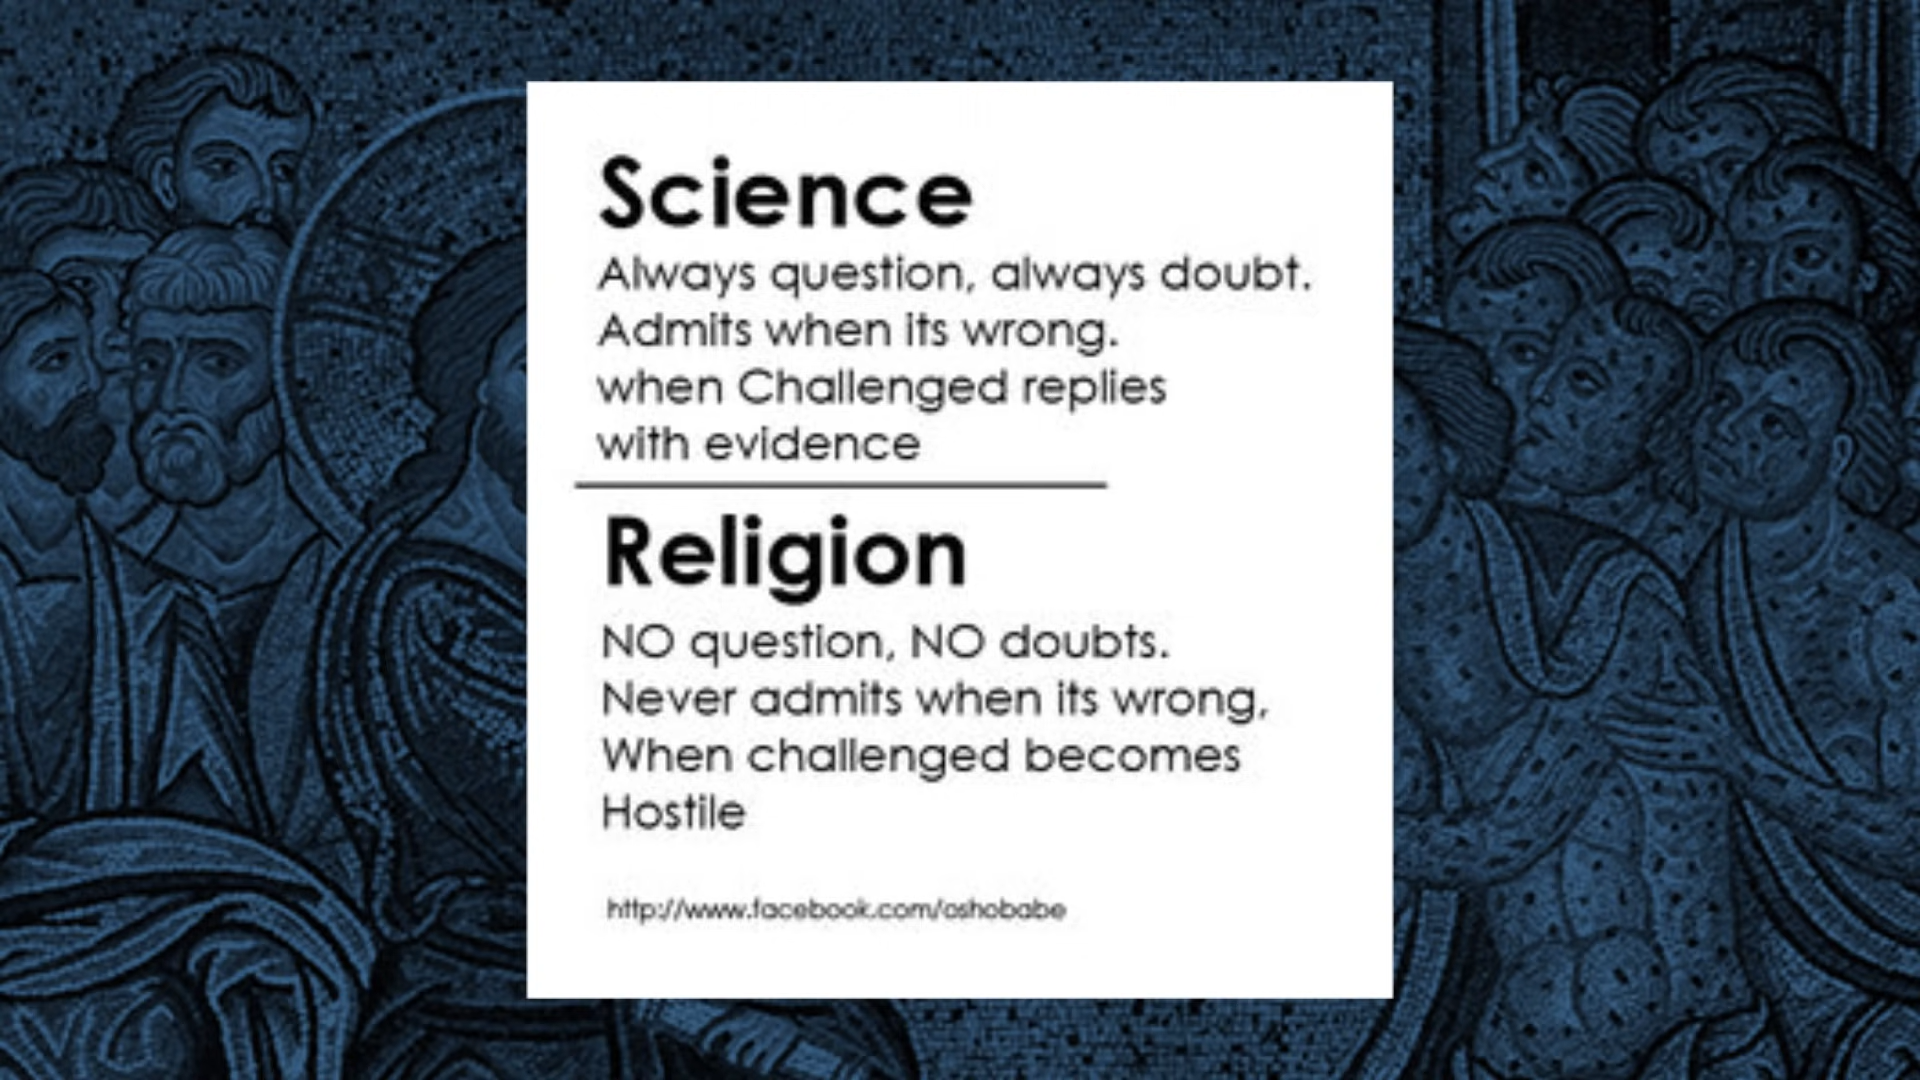 Science
Always question, always doubt.
Admits when its wrong.
when Challenged replies
with evidence
Religion
NO question, NO doubts.
Never admits when its wrong,
When challenged becomes
Hostile
http://www.facebook.com/oshobabe